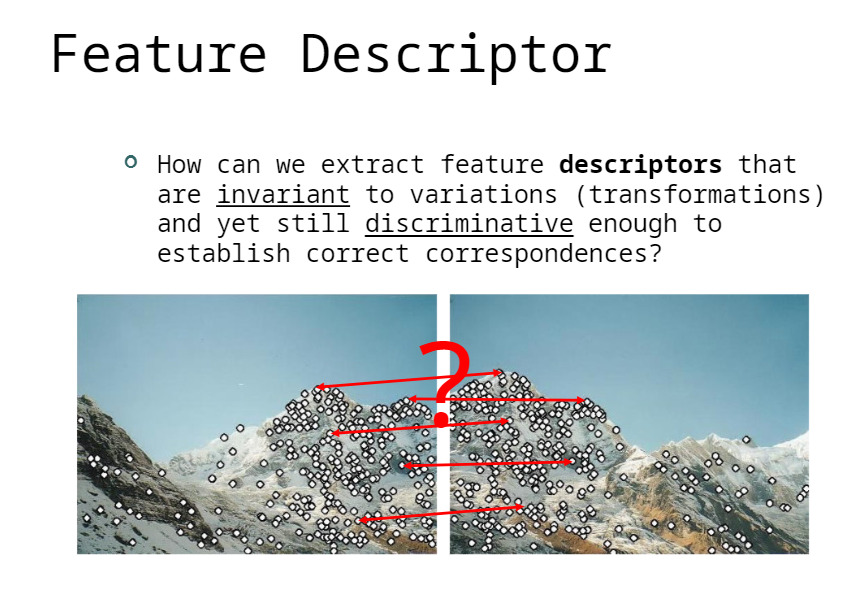 Feature Descriptor
How can we extract feature descriptors that
are invariant to variations (transformations)
and yet still discriminative enough to
establish correct correspondences?
?